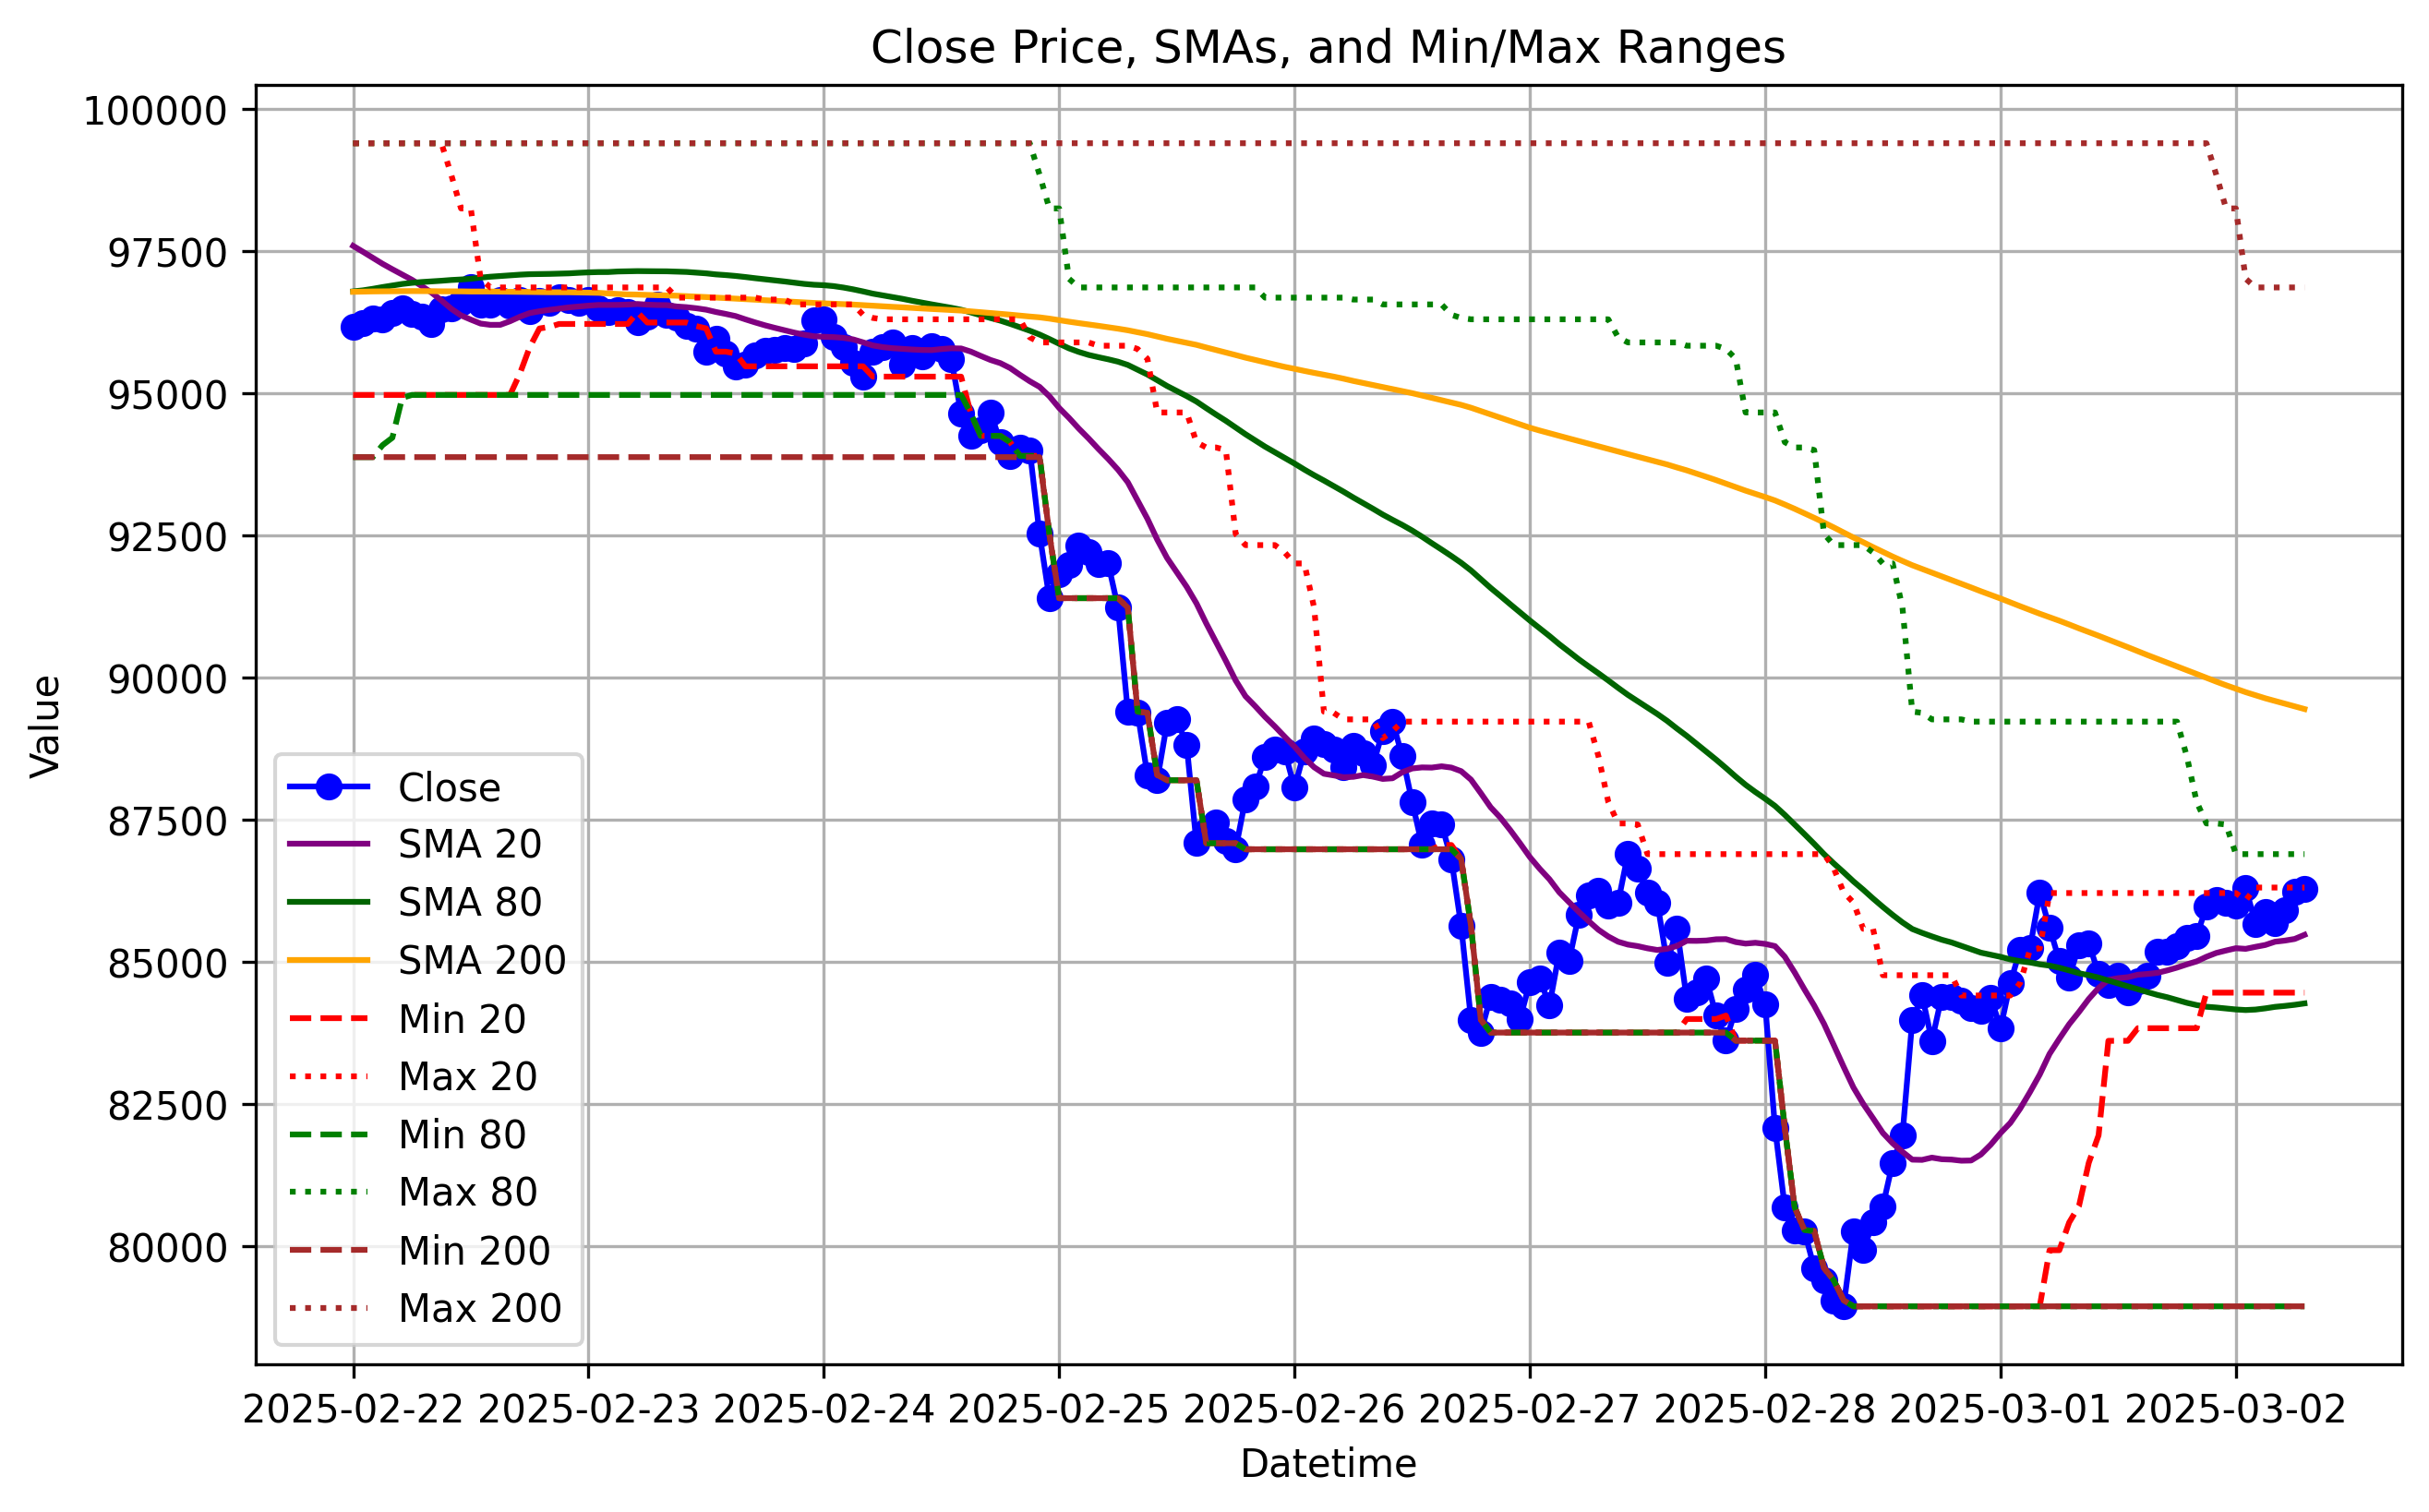 Close Price, SMAs, and Min/Max Ranges
100000
97500
95000
92500
90000
87500
85000
82500
80000
Value
Close
SMA 20
SMA 80
SMA 200
Min 20
Max 20
Min 80
Max 80
Min 200
Max 200
2025-02-22 2025-02-23 2025-02-24 2025-02-25 2025-02-26 2025-02-27 2025-02-28 2025-03-01 2025-03-02
Datetime